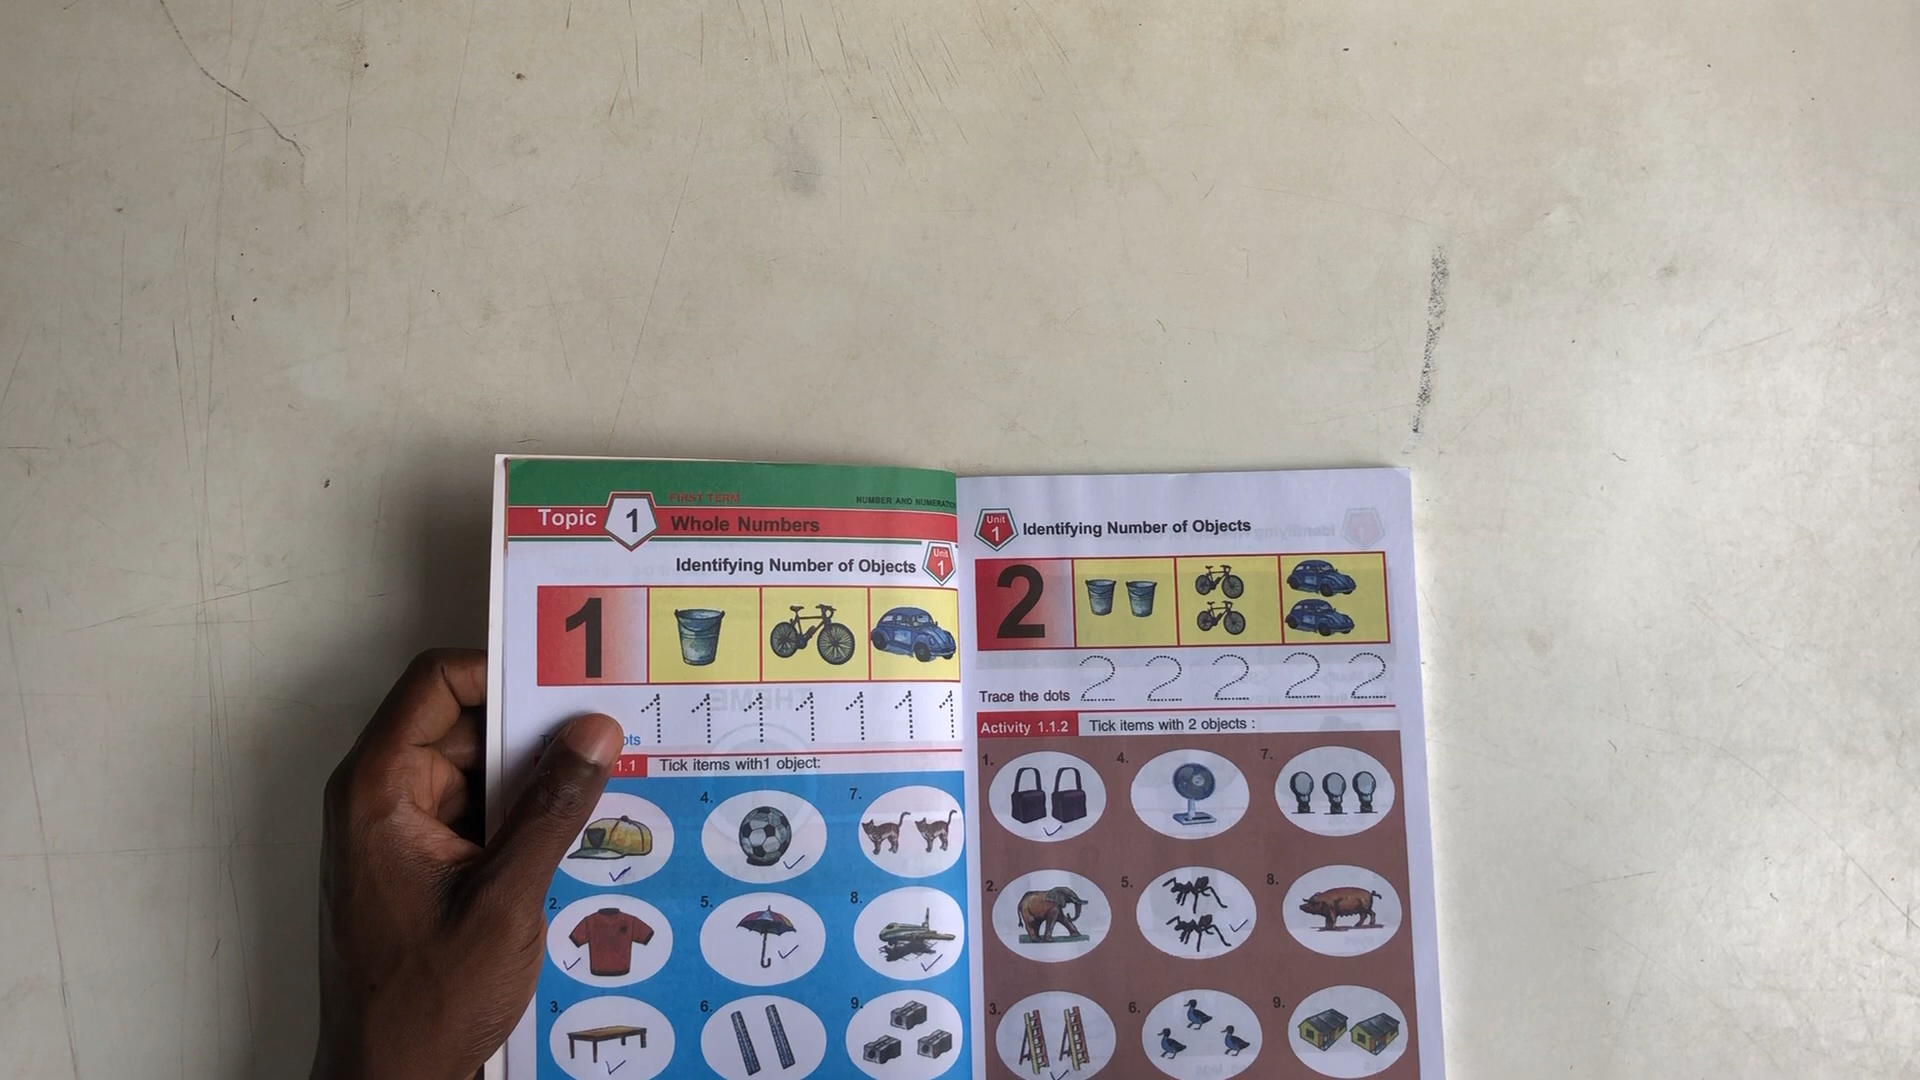 FIRST TERM
NUMBER AND
Topic 1 Whole Numbers
Identifying Number of Objects Unit 1
1
1 1 1 1 1 1 1
1.1 Tick items with1 object:
4. 7.
2. 5. 8.
3. 6. 9.
Unit 1 Identifying Number of Objects
2
Trace the dots 2 2 2 2 2
Activity 1.1.2 Tick items with 2 objects :
1. 4. 7.
2. 5. 8.
3. 6. 9.